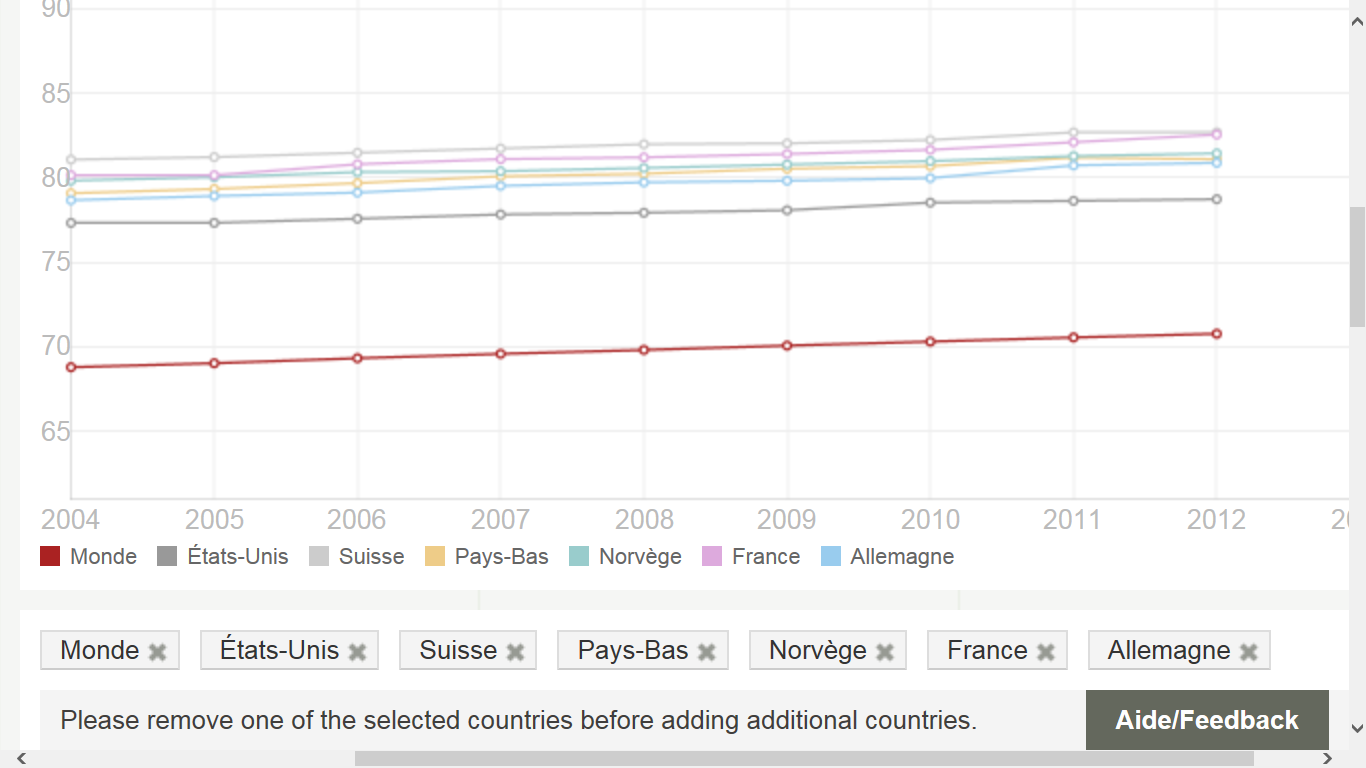 90
85
80
75
70
65
2004 2005 2006 2007 2008 2009 2010 2011 2012
Monde États-Unis Suisse Pays-Bas Norvège France Allemagne
Monde États-Unis Suisse Pays-Bas Norvège France Allemagne
Please remove one of the selected countries before adding additional countries. Aide/Feedback